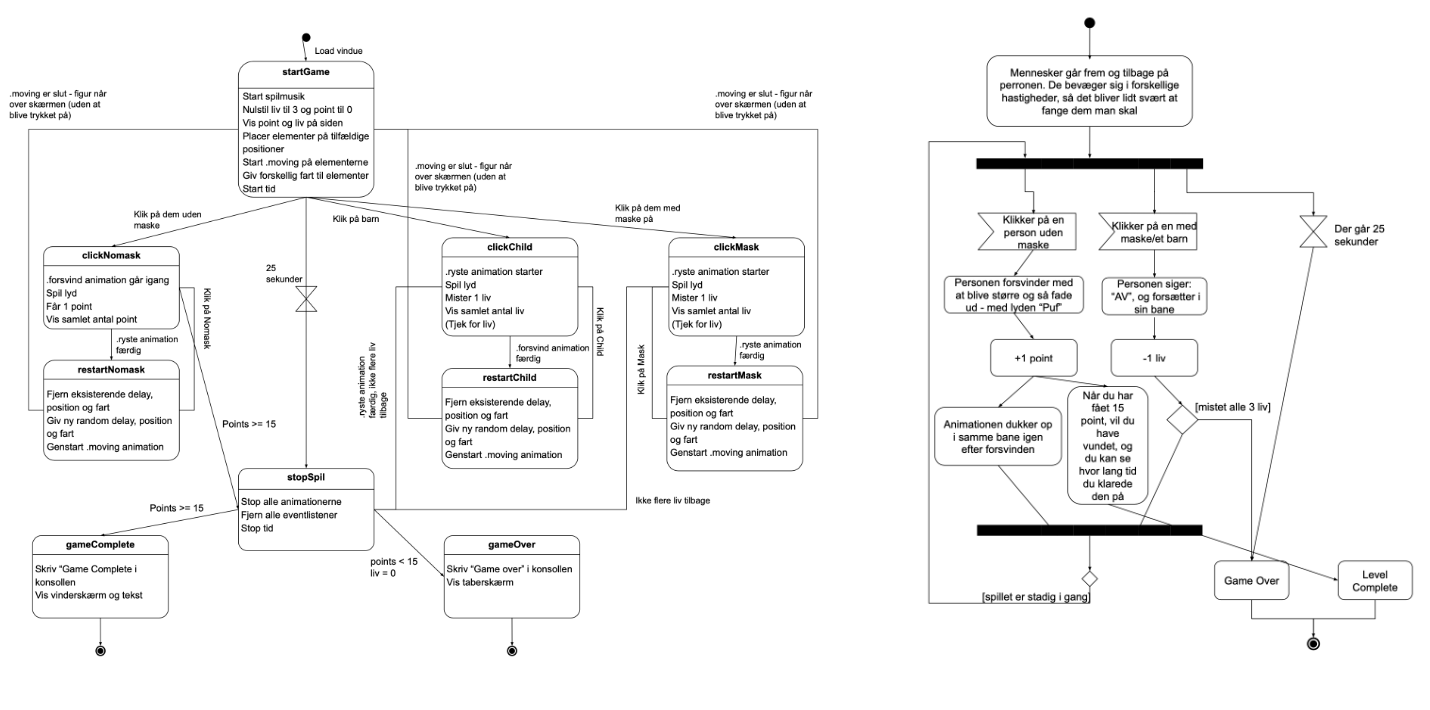 Load vindue
startGame
Start spilmusik
Nulstil liv til 3 og point til 0
Vis point og liv på siden
Placer elementer på tilfældige
positioner
Start .moving på elementerne
Giv forskellig fart til elementer
Start tid
.moving er slut - figur når
over skærmen (uden at
blive trykket på)
.moving er slut - figur når
over skærmen (uden at
blive trykket på)
.moving er slut - figur når
over skærmen (uden at
blive trykket på)
Klik på dem uden
maske
Klik på barn
Klik på dem med
maske på
clickNomask
.forsvind animation går igang
Spil lyd
Får 1 point
Vis samlet antal point
Klik på Nomask
.ryste animation
færdig
restartNomask
Fjern eksisterende delay,
position og fart
Giv ny random delay, position
og fart
Genstart .moving animation
25
sekunder
clickChild
.ryste animation starter
Spil lyd
Mister 1 liv
Vis samlet antal liv
(Tjek for liv)
Klik på Child
.forsvind animation
færdig
restartChild
Fjern eksisterende delay,
position og fart
Giv ny random delay, position
og fart
Genstart .moving animation
.ryste animation
færdig, ikke flere liv
tilbage
clickMask
.ryste animation starter
Spil lyd
Mister 1 liv
Vis samlet antal liv
(Tjek for liv)
Klik på Mask
.ryste animation
færdig
restartMask
Fjern eksisterende delay,
position og fart
Giv ny random delay, position
og fart
Genstart .moving animation
Points >= 15
stopSpil
Stop alle animationerne
Fjern alle eventlistener
Stop tid
Ikke flere liv tilbage
Points >= 15
gameComplete
Skriv “Game Complete i
konsollen
Vis vinderskærm og tekst
points < 15
liv = 0
gameOver
Skriv “Game over” i konsollen
Vis taberskærm
Mennesker går frem og tilbage på
perronen. De bevæger sig i forskellige
hastigheder, så det bliver lidt svært at
fange dem man skal
Klikker på en
person uden
maske
Klikker på en med
maske/et barn
Der går 25
sekunder
Personen forsvinder med
at blive større og så fade
ud - med lyden “Puf”
Personen siger:
“AV”, og forsætter i
sin bane
+1 point
-1 liv
Animationen dukker op
i samme bane igen
efter forsvinden
Når du har
fået 15
point, vil du
have
vundet, og
du kan se
hvor lang tid
du klarede
den på
[mistet alle 3 liv]
[spillet er stadig i gang]
Game Over
Level
Complete